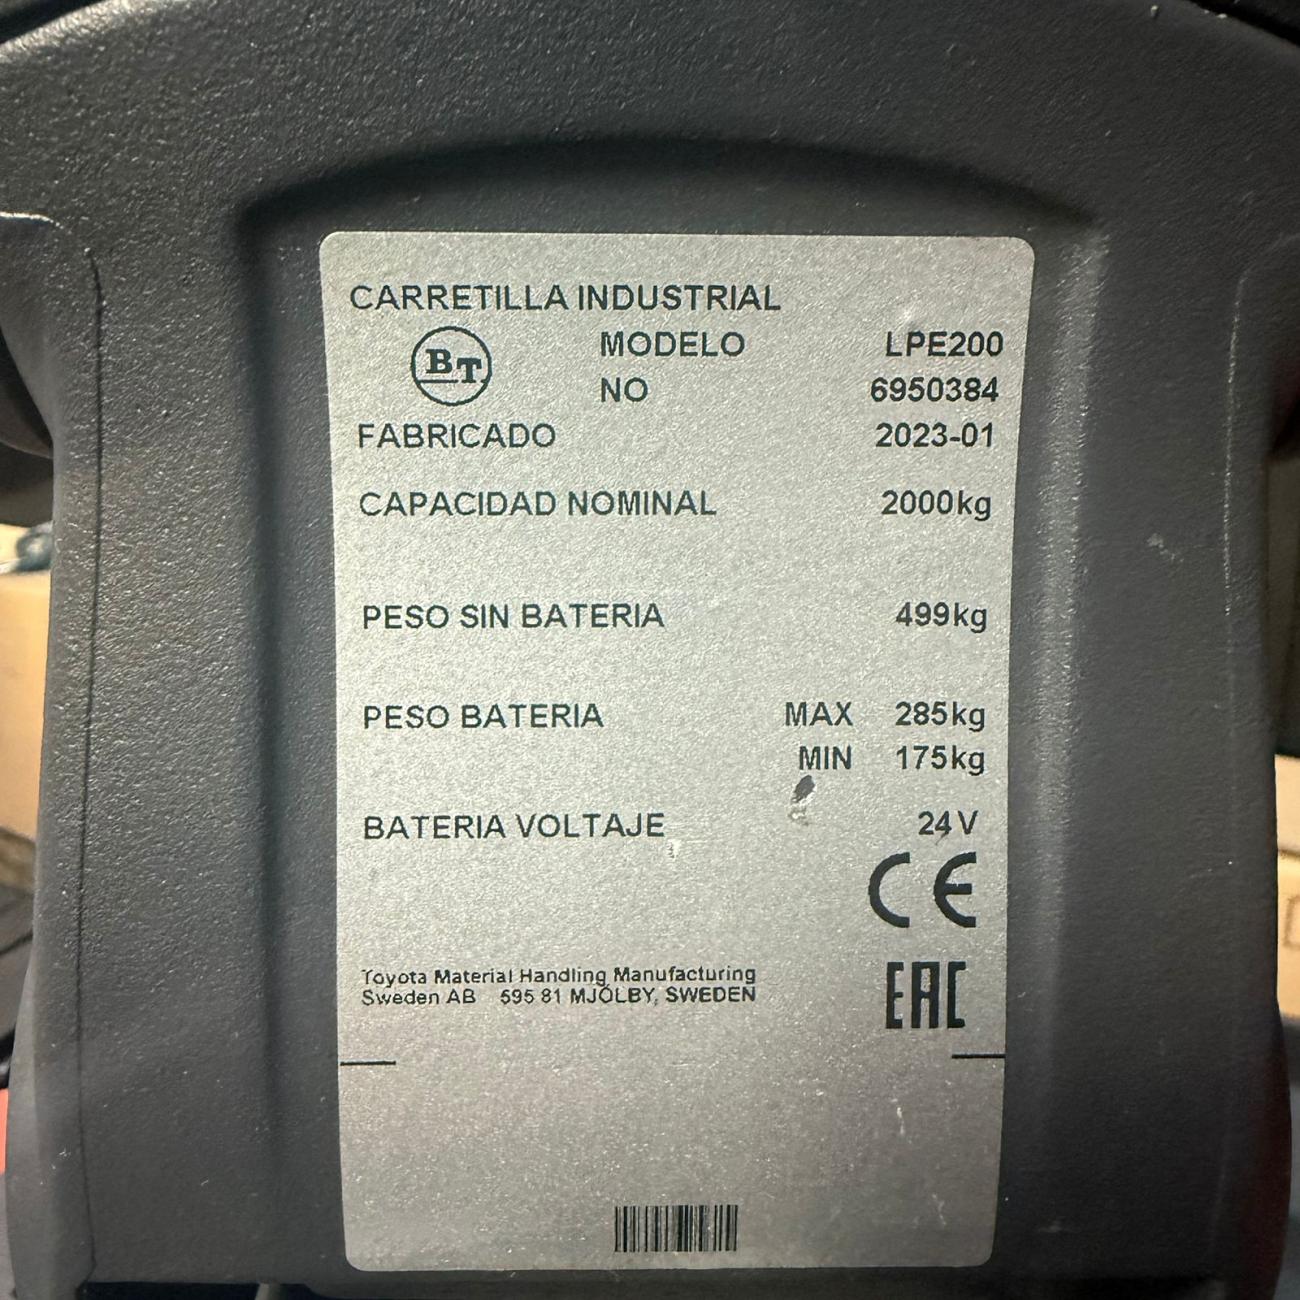 CARRETILLA INDUSTRIAL
BT MODELO LPE200
NO 6950384
FABRICADO 2023-01
CAPACIDAD NOMINAL 2000kg
PESO SIN BATERIA 499kg
PESO BATERIA MAX 285kg
MIN 175kg
BATERIA VOLTAJE 24V
CE
Toyota Material Handling Manufacturing
Sweden AB 595 81 MJÖLBY, SWEDEN
EAC